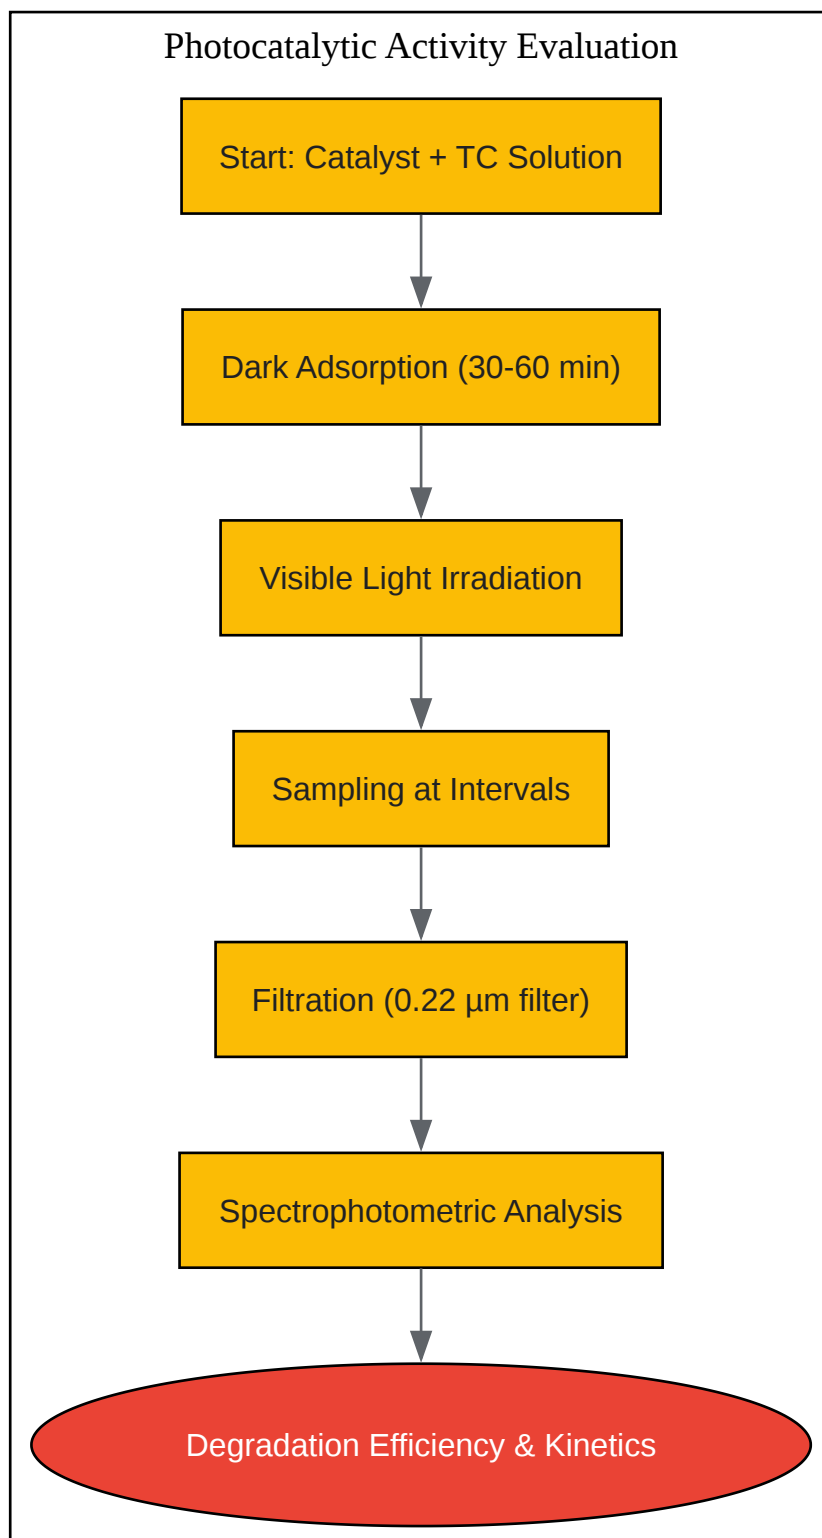 Photocatalytic Activity Evaluation
Start: Catalyst + TC Solution
Dark Adsorption (30-60 min)
Visible Light Irradiation
Sampling at Intervals
Filtration (0.22 µm filter)
Spectrophotometric Analysis
Degradation Efficiency & Kinetics